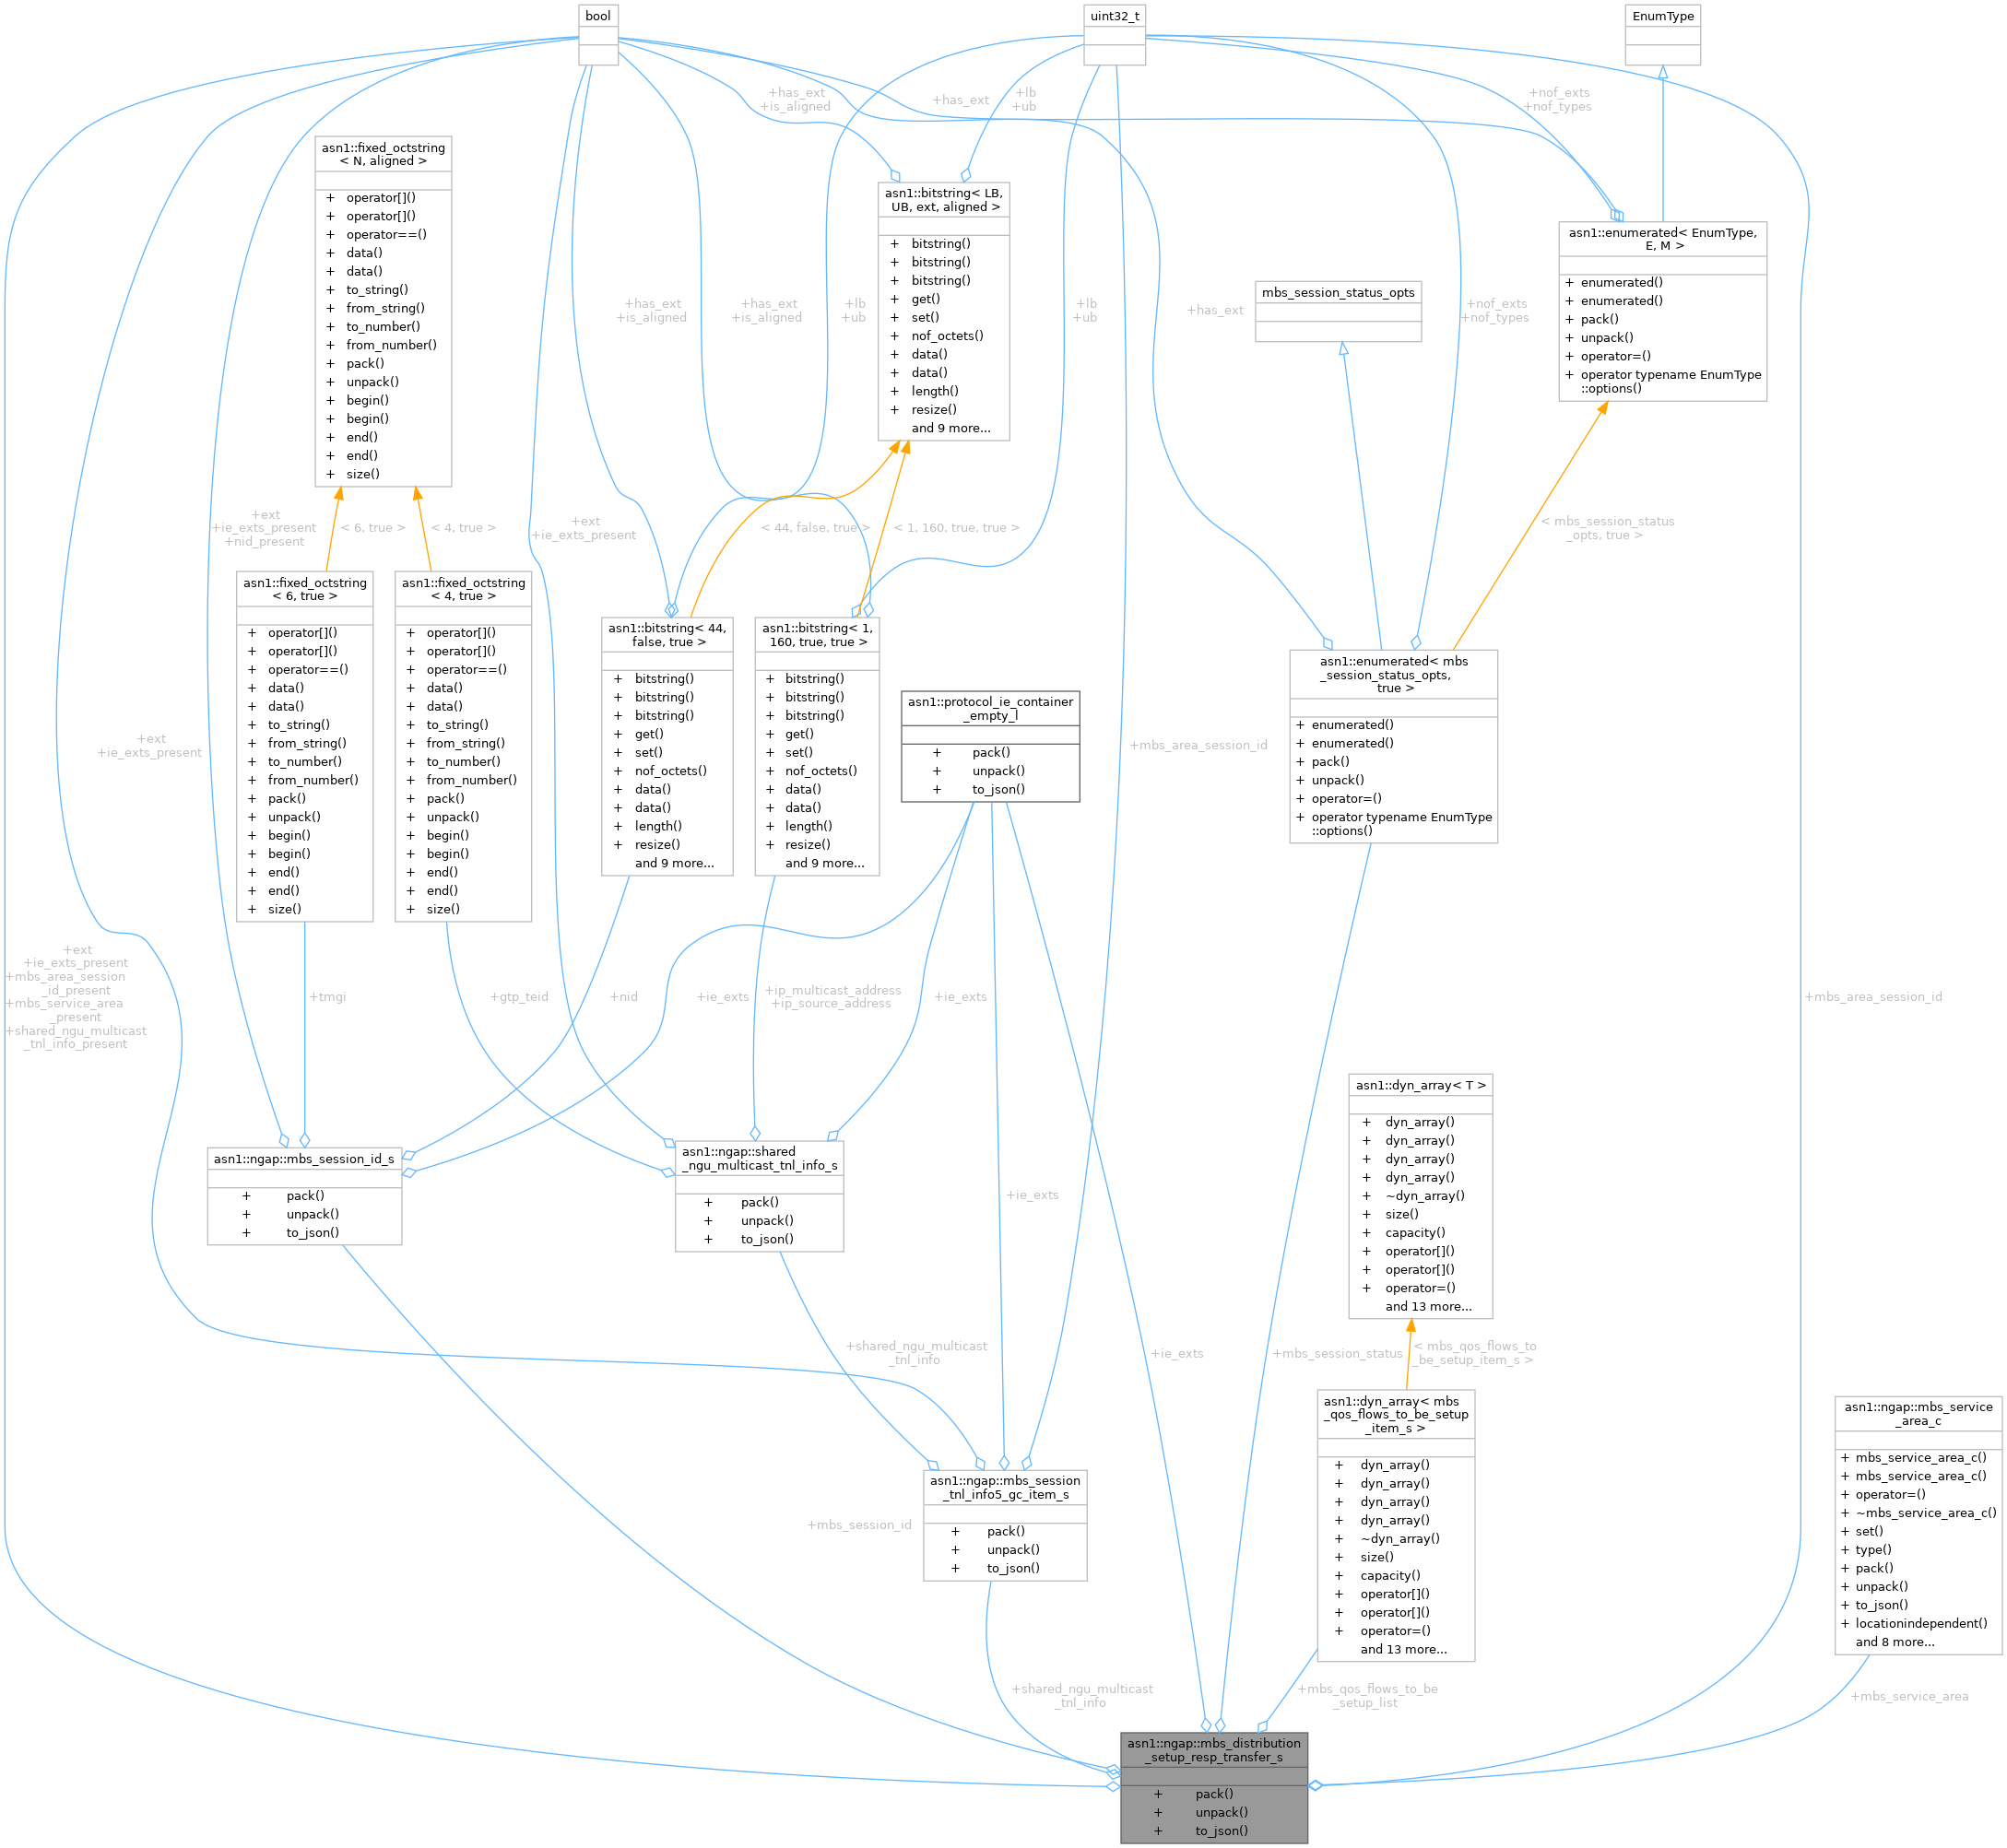 bool
uint32_t
EnumType
+has_ext
+is_aligned
+has_ext
+lb
+ub
+nof_exts
+nof_types
asn1::fixed_octstring
< N, aligned >
+ operator[]()
+ operator[]()
+ operator==()
+ data()
+ data()
+ to_string()
+ from_string()
+ to_number()
+ from_number()
+ pack()
+ unpack()
+ begin()
+ begin()
+ end()
+ end()
+ size()
asn1::bitstring< LB,
UB, ext, aligned >
+ bitstring()
+ bitstring()
+ bitstring()
+ get()
+ set()
+ nof_octets()
+ data()
+ data()
+ length()
+ resize()
and 9 more...
asn1::enumerated< EnumType,
E, M >
+ enumerated()
+ enumerated()
+ pack()
+ unpack()
+ operator=()
+ operator typename EnumType
::options()
mbs_session_status_opts
+has_ext
+is_aligned
+has_ext
+is_aligned
+lb
+ub
+lb
+ub
+has_ext
+nof_exts
+nof_types
+ext
+ie_exts_present
+nid_present
< 6, true >
< 4, true >
+ext
+ie_exts_present
< 44, false, true >
< 1, 160, true, true >
< mbs_session_status
_opts, true >
asn1::fixed_octstring
< 6, true >
+ operator[]()
+ operator[]()
+ operator==()
+ data()
+ data()
+ to_string()
+ from_string()
+ to_number()
+ from_number()
+ pack()
+ unpack()
+ begin()
+ begin()
+ end()
+ end()
+ size()
asn1::fixed_octstring
< 4, true >
+ operator[]()
+ operator[]()
+ operator==()
+ data()
+ data()
+ to_string()
+ from_string()
+ to_number()
+ from_number()
+ pack()
+ unpack()
+ begin()
+ begin()
+ end()
+ end()
+ size()
asn1::bitstring< 44,
false, true >
+ bitstring()
+ bitstring()
+ bitstring()
+ get()
+ set()
+ nof_octets()
+ data()
+ data()
+ length()
+ resize()
and 9 more...
asn1::bitstring< 1,
160, true, true >
+ bitstring()
+ bitstring()
+ bitstring()
+ get()
+ set()
+ nof_octets()
+ data()
+ data()
+ length()
+ resize()
and 9 more...
asn1::protocol_ie_container
_empty_l
+ pack()
+ unpack()
+ to_json()
asn1::enumerated< mbs
_session_status_opts,
true >
+ enumerated()
+ enumerated()
+ pack()
+ unpack()
+ operator=()
+ operator typename EnumType
::options()
+ext
+ie_exts_present
+mbs_area_session_id
+ext
+ie_exts_present
+mbs_area_session
_id_present
+mbs_service_area
_present
+shared_ngu_multicast
_tnl_info_present
+tmgi
+gtp_teid
+nid
+ie_exts
+ip_multicast_address
+ip_source_address
+ie_exts
+mbs_area_session_id
asn1::dyn_array< T >
+ dyn_array()
+ dyn_array()
+ dyn_array()
+ dyn_array()
+ ~dyn_array()
+ size()
+ capacity()
+ operator[]()
+ operator[]()
+ operator=()
and 13 more...
asn1::ngap::mbs_session_id_s
+ pack()
+ unpack()
+ to_json()
asn1::ngap::shared
_ngu_multicast_tnl_info_s
+ pack()
+ unpack()
+ to_json()
+ie_exts
+shared_ngu_multicast
_tnl_info
+ie_exts
+mbs_session_status
< mbs_qos_flows_to
_be_setup_item_s >
asn1::dyn_array< mbs
_qos_flows_to_be_setup
_item_s >
+ dyn_array()
+ dyn_array()
+ dyn_array()
+ dyn_array()
+ ~dyn_array()
+ size()
+ capacity()
+ operator[]()
+ operator[]()
+ operator=()
and 13 more...
asn1::ngap::mbs_service
_area_c
+ mbs_service_area_c()
+ mbs_service_area_c()
+ operator=()
+ ~mbs_service_area_c()
+ set()
+ type()
+ pack()
+ unpack()
+ to_json()
+ locationindependent()
and 8 more...
asn1::ngap::mbs_session
_tnl_info5_gc_item_s
+ pack()
+ unpack()
+ to_json()
+mbs_session_id
+shared_ngu_multicast
_tnl_info
+mbs_qos_flows_to_be
_setup_list
+mbs_service_area
asn1::ngap::mbs_distribution
_setup_resp_transfer_s
+ pack()
+ unpack()
+ to_json()